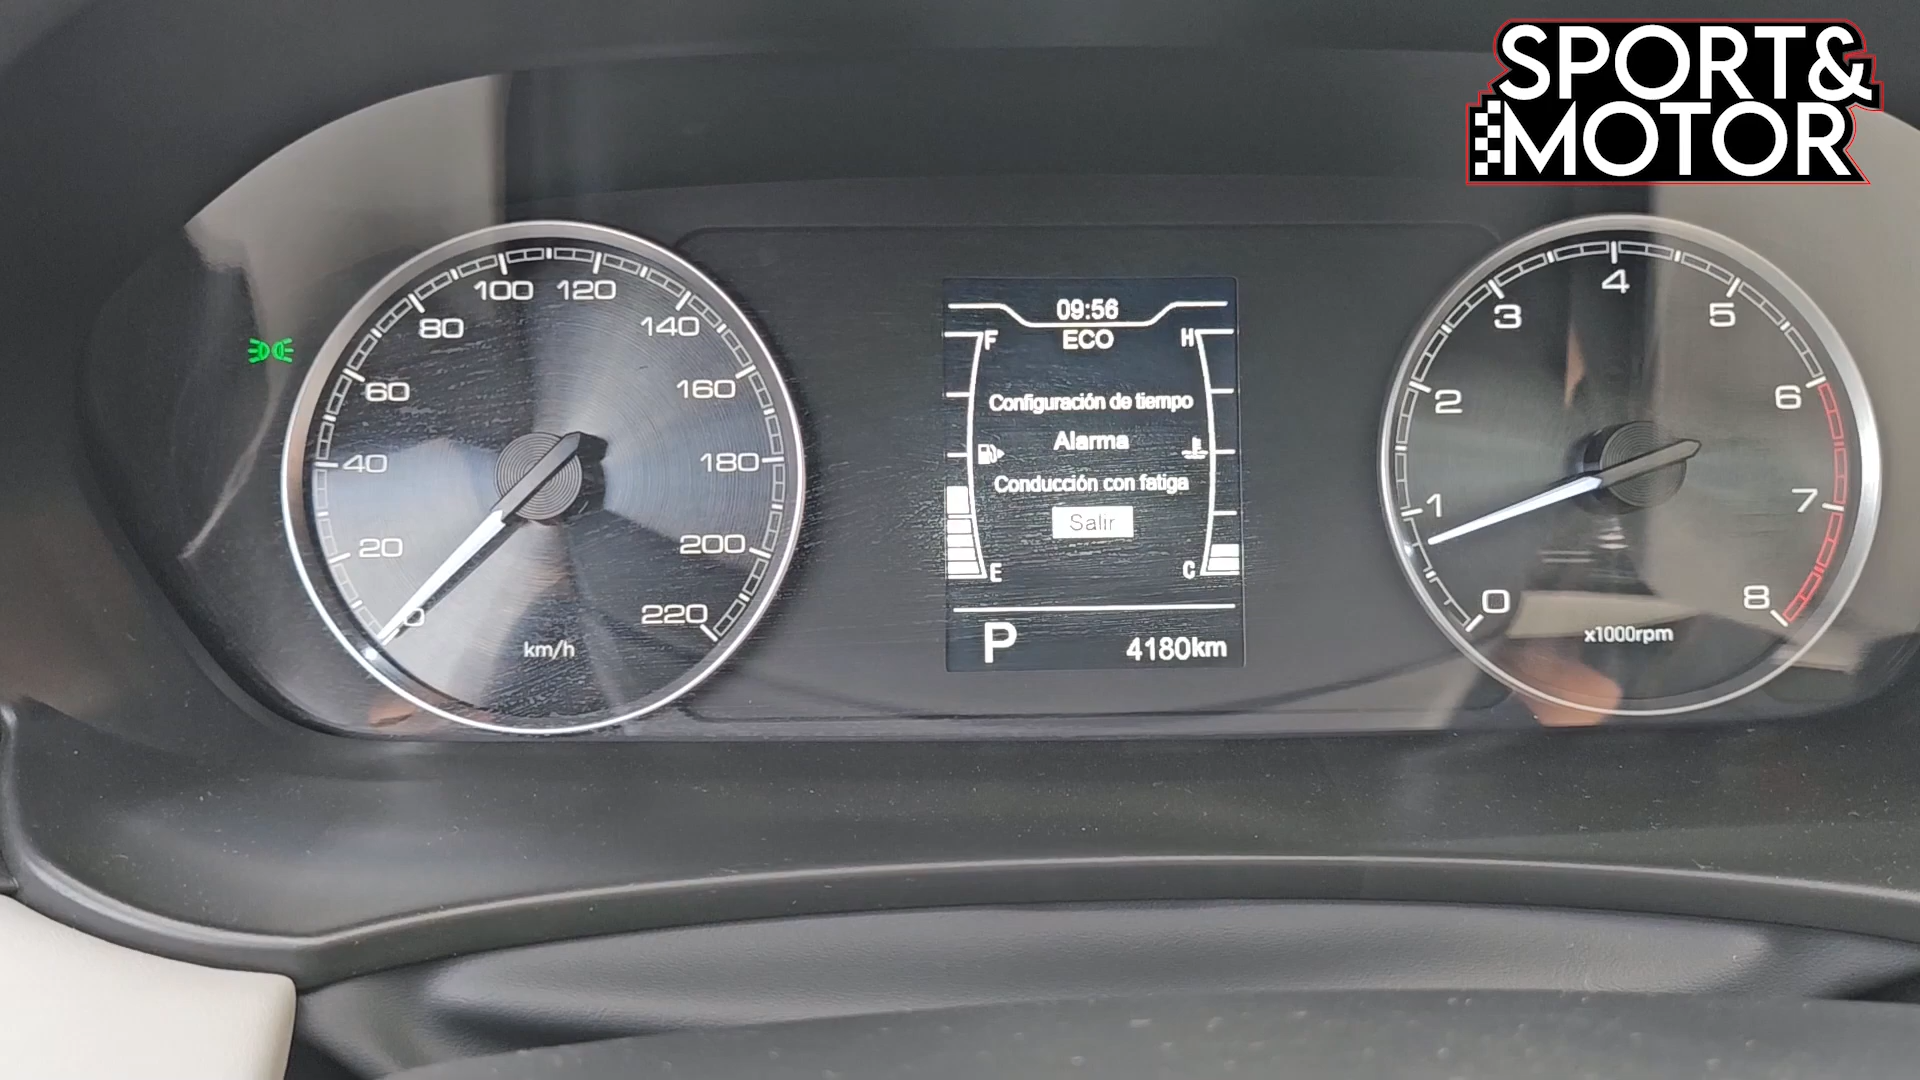 SPORT&
MOTOR
0
20
40
60
80
100
120
140
160
180
200
220
km/h
09:56
ECO
F
H
Configuración de tiempo
Alarma
Conducción con fatiga
Salir
E
C
P
4180km
0
1
2
3
4
5
6
7
8
x1000rpm